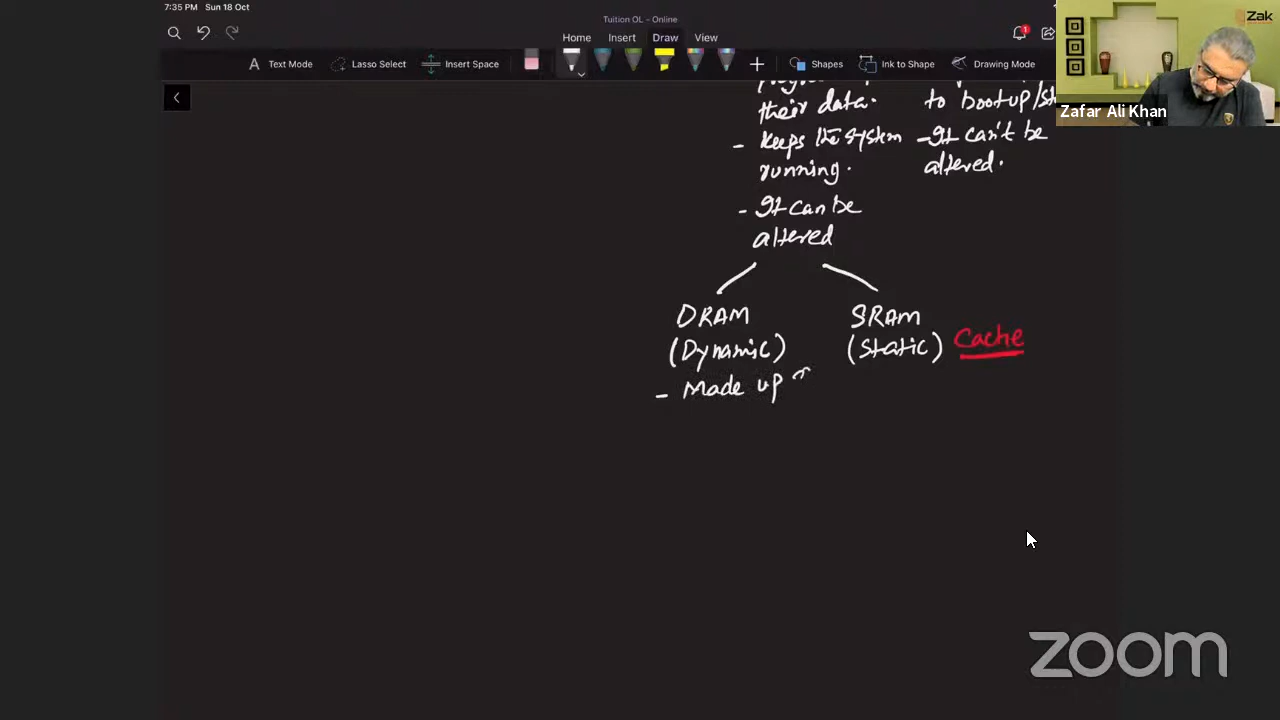 7:35 PM Sun 18 Oct
Tuition OL – Online
Home Insert Draw View
1
Text Mode Lasso Select Insert Space Shapes Ink to Shape Drawing Mode
Zak
Zafar Ali Khan
their data.
- Keeps the system
running.
- It can be
altered
to bootup/
- It can't be
altered.
DRAM
(Dynamic)
- Made up
SRAM
(Static) Cache
zoom